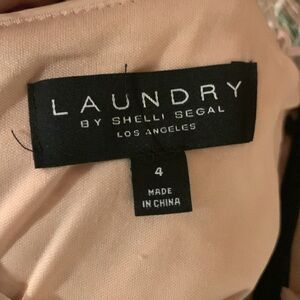 LAUNDRY
BY SHELLI SEGAL
LOS ANGELES
4
MADE
IN CHINA